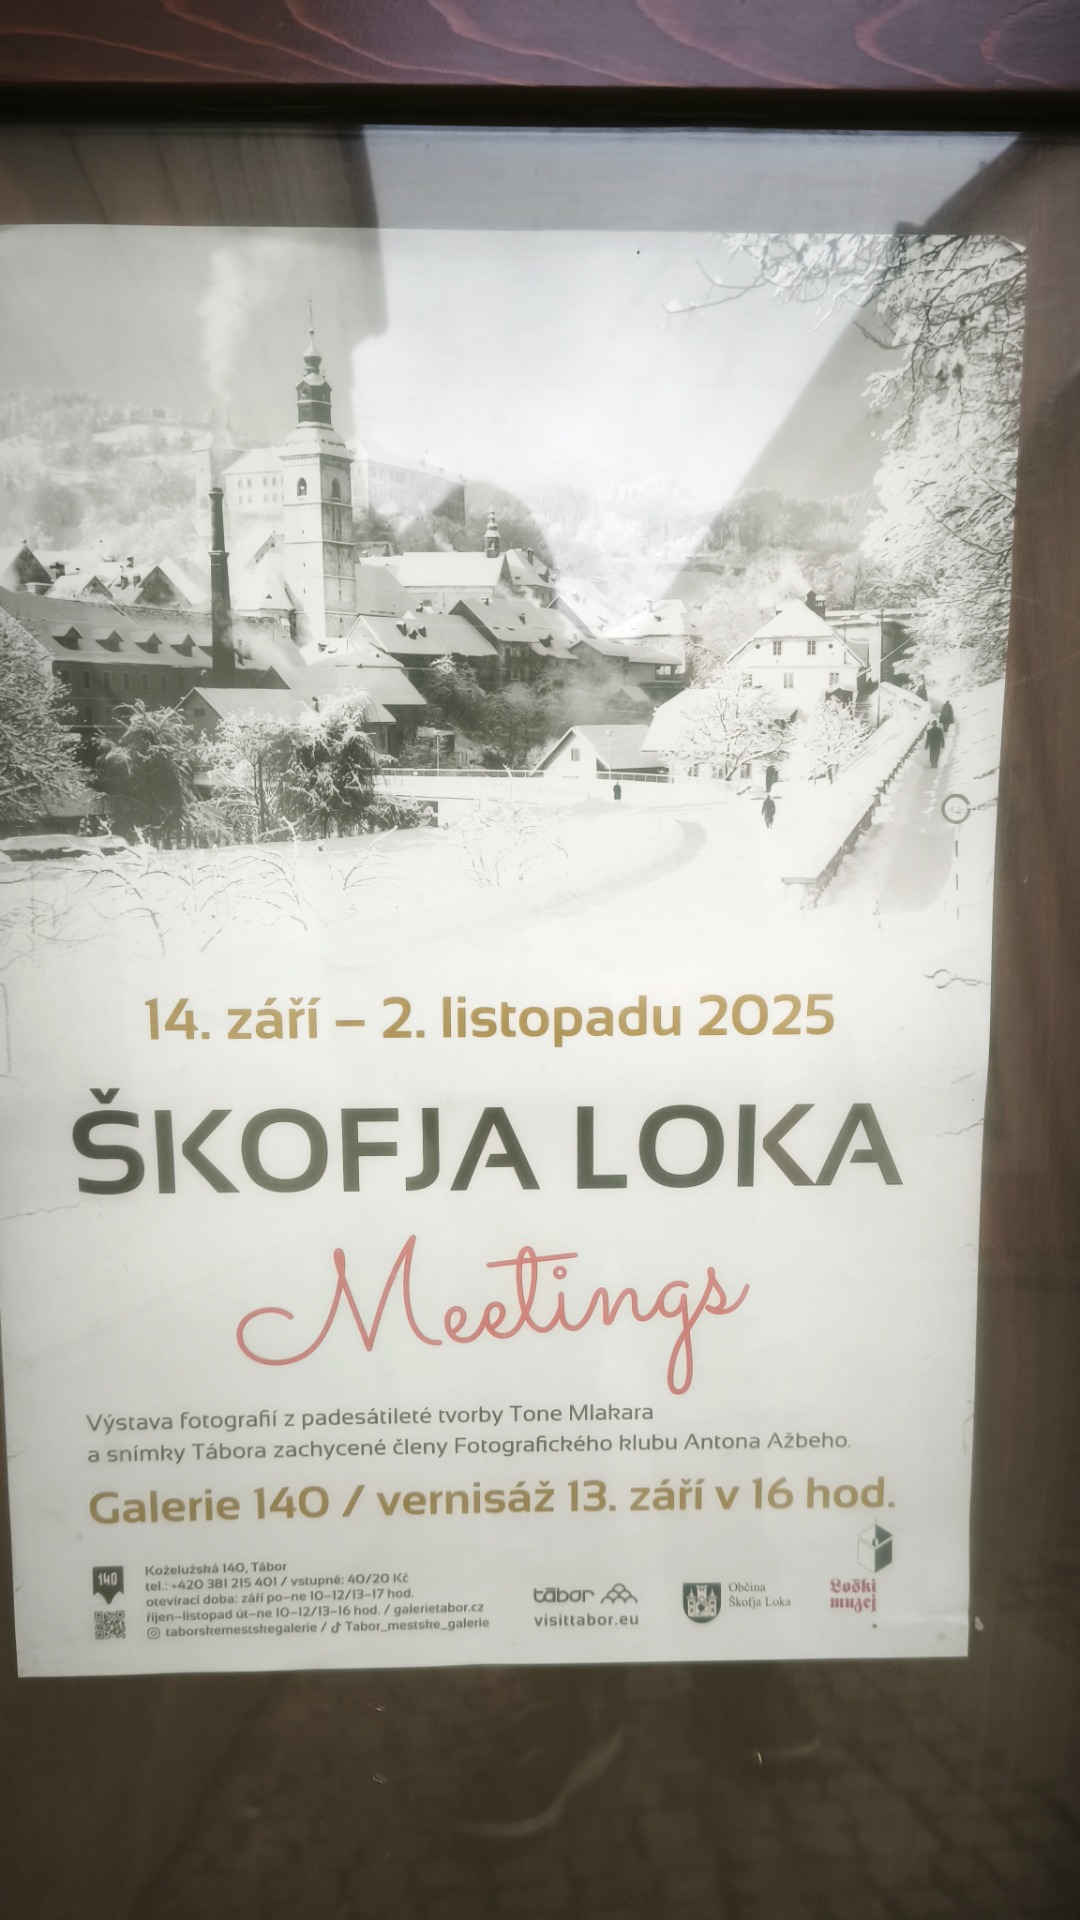 14. září – 2. listopadu 2025
ŠKOFJA LOKA
Meetings
Výstava fotografií z padesátileté tvorby Tone Mlakara
a snímky Tábora zachycené členy Fotografického klubu Antona Ažbeho.
Galerie 140 / vernisáž 13. září v 16 hod.
140
Koželužská 140, Tábor
tel.: +420 381 215 401 / vstupné: 40/20 Kč
otevírací doba: září po–ne 10–12/13–17 hod.
říjen–listopad út–ne 10–12/13–16 hod. / galerietabor.cz
taborskemestskegalerie / Tabor_mestske_galerie
tábor
visittabor.eu
Občina
Škofja Loka
Loški
muzej